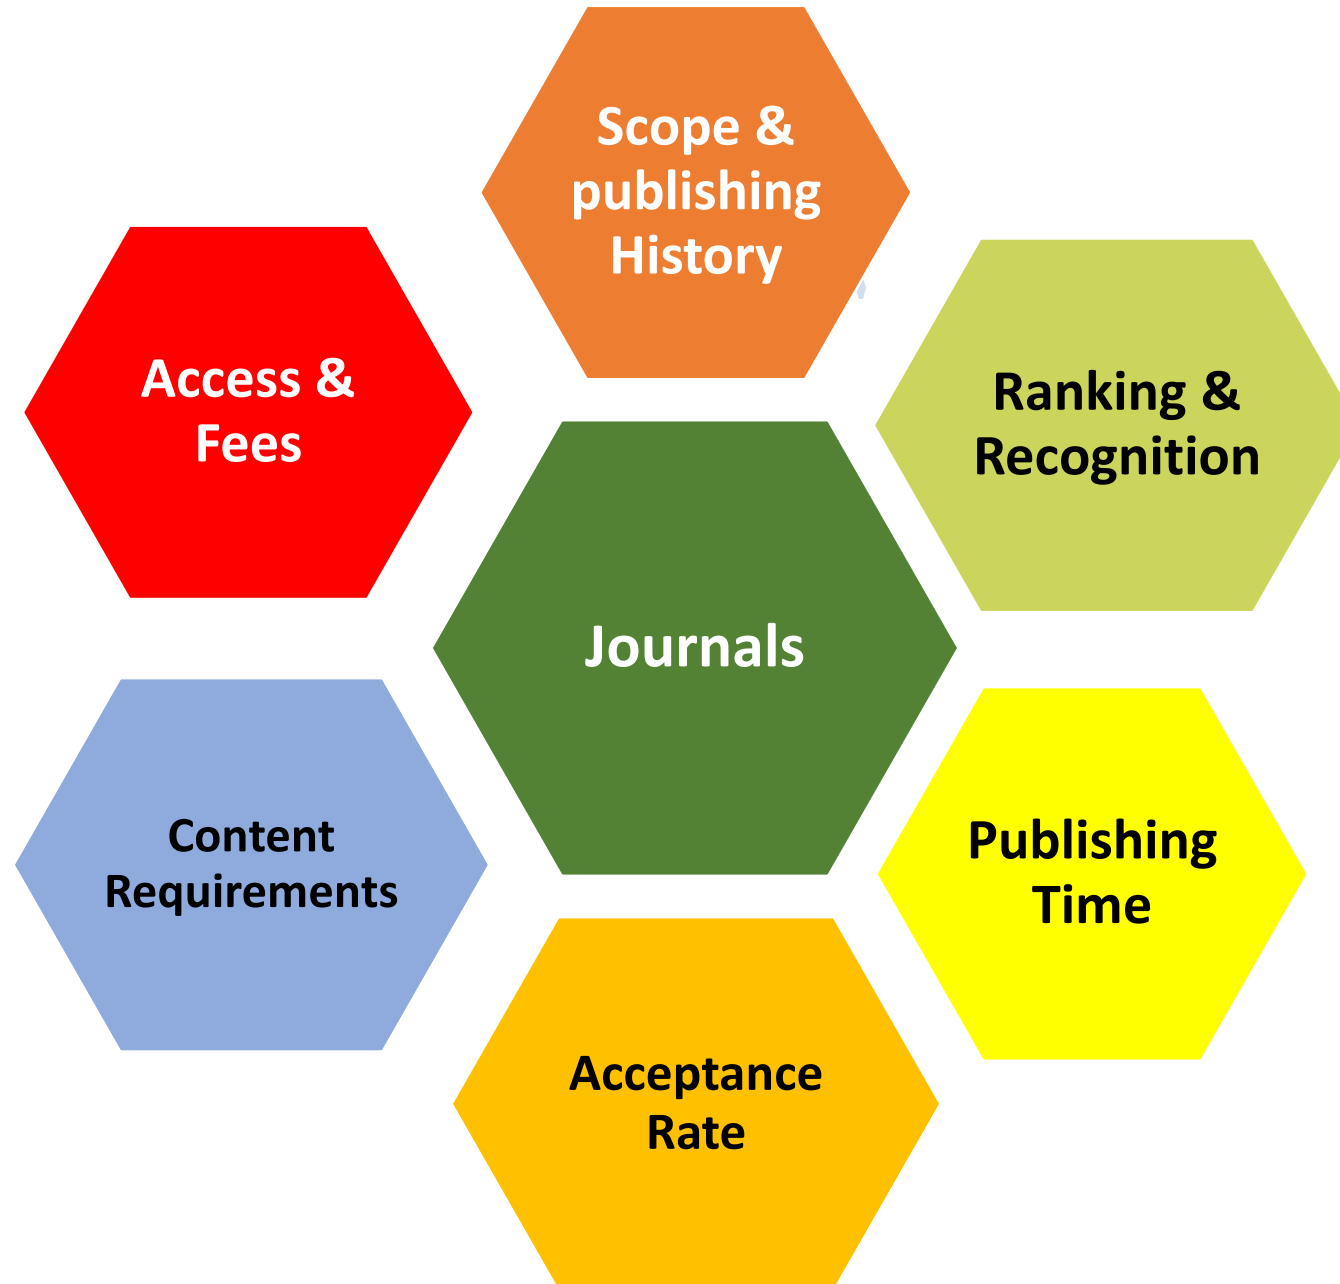 Scope &
publishing
History
Access &
Fees
Ranking &
Recognition
Journals
Content
Requirements
Publishing
Time
Acceptance
Rate